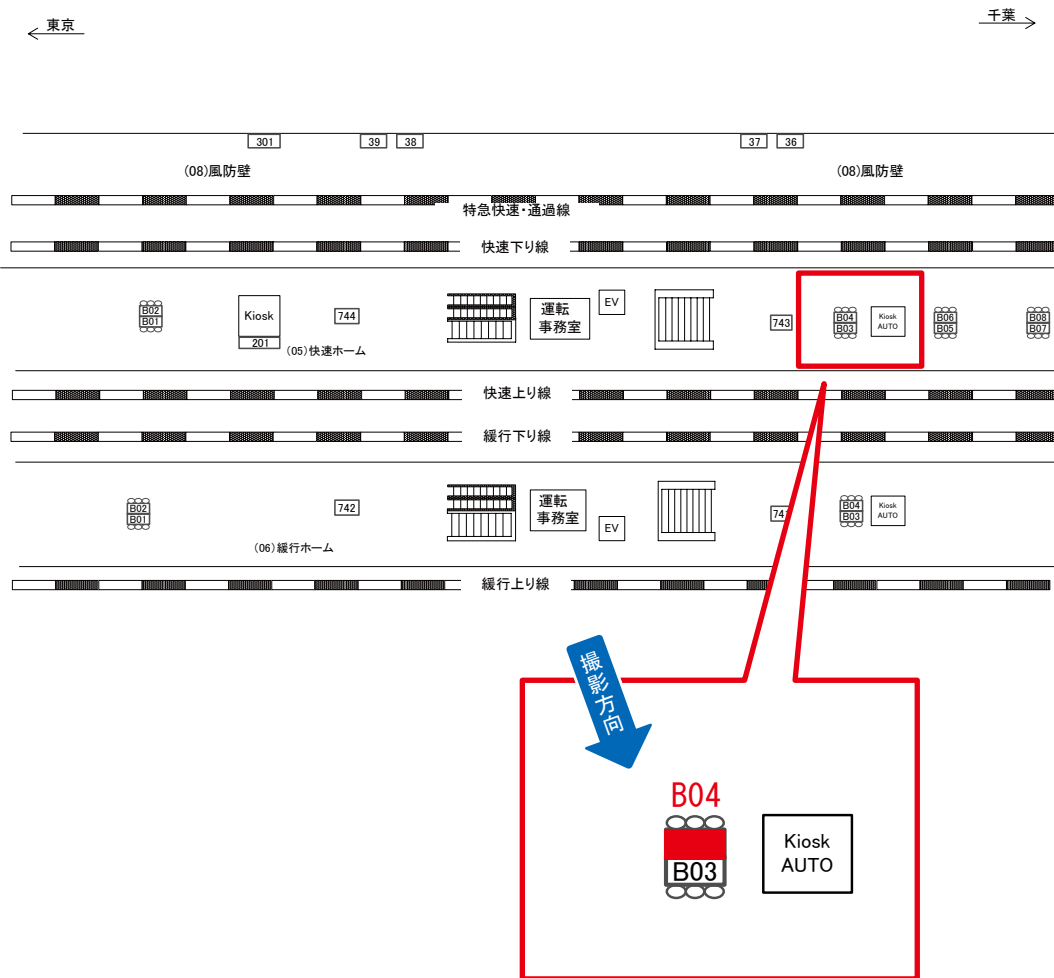 東京
千葉
301
39
38
37
36
(08)風防壁
(08)風防壁
特急快速・通過線
快速下り線
B02
B01
Kiosk
201
744
(05)快速ホーム
運転
事務室
EV
743
B04
B03
Kiosk
AUTO
B06
B05
B08
B07
快速上り線
緩行下り線
B02
B01
742
(06)緩行ホーム
運転
事務室
EV
B04
B03
Kiosk
AUTO
緩行上り線
撮影方向
B04
B03
Kiosk
AUTO